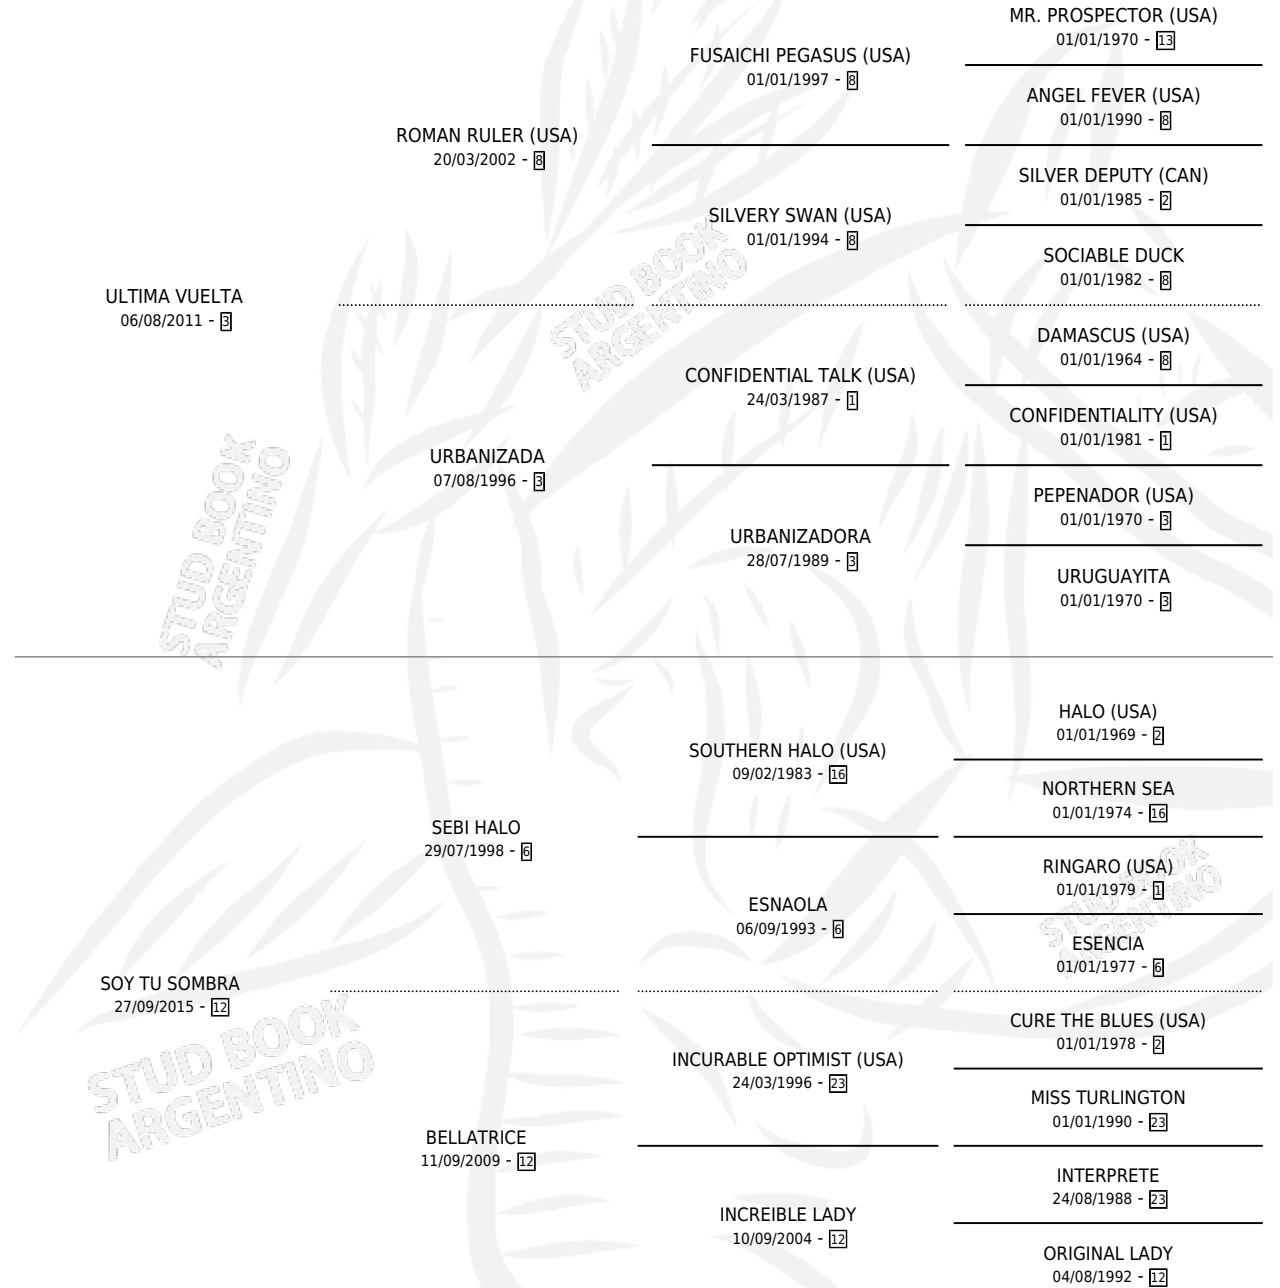 MR. PROSPECTOR (USA)
01/01/1970 - 13
FUSAICHI PEGASUS (USA)
01/01/1997 - 8
ANGEL FEVER (USA)
01/01/1990 - 8
ROMAN RULER (USA)
20/03/2002 - 8
SILVER DEPUTY (CAN)
01/01/1985 - 2
SILVERY SWAN (USA)
01/01/1994 - 8
SOCIABLE DUCK
01/01/1982 - 8
ULTIMA VUELTA
06/08/2011 - 3
DAMASCUS (USA)
01/01/1964 - 8
CONFIDENTIAL TALK (USA)
24/03/1987 - 1
CONFIDENTIALITY (USA)
01/01/1981 - 1
URBANIZADA
07/08/1996 - 3
PEPENADOR (USA)
01/01/1970 - 3
URBANIZADORA
28/07/1989 - 3
URUGUAYITA
01/01/1970 - 3
STUD BOOK
ARGENTINO
STUD BOOK
ARGENTINO
HALO (USA)
01/01/1969 - 2
SOUTHERN HALO (USA)
09/02/1983 - 16
NORTHERN SEA
01/01/1974 - 16
SEBI HALO
29/07/1998 - 6
RINGARO (USA)
01/01/1979 - 1
ESNAOLA
06/09/1993 - 6
ESENCIA
01/01/1977 - 6
SOY TU SOMBRA
27/09/2015 - 12
CURE THE BLUES (USA)
01/01/1978 - 2
INCURABLE OPTIMIST (USA)
24/03/1996 - 23
MISS TURLINGTON
01/01/1990 - 23
BELLATRICE
11/09/2009 - 12
INTERPRETE
24/08/1988 - 23
INCREIBLE LADY
10/09/2004 - 12
ORIGINAL LADY
04/08/1992 - 12
STUD BOOK
ARGENTINO
STUD BOOK
ARGENTINO